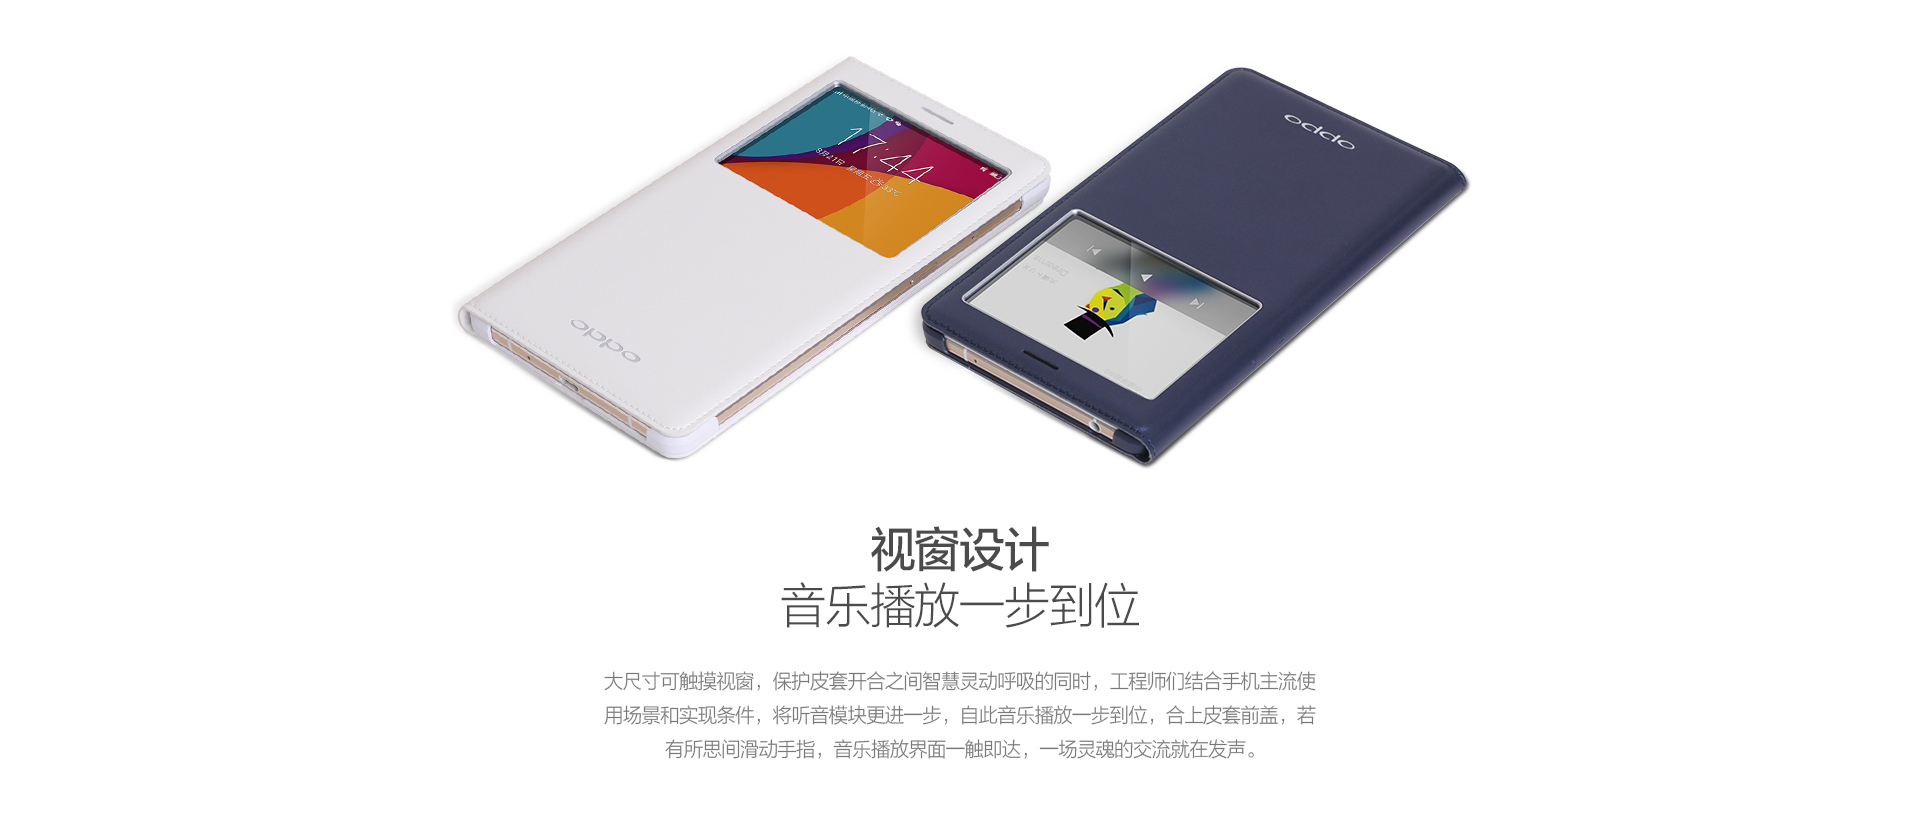 17:44
8月21日
oppo
oppo
Dreams
视窗设计
音乐播放一步到位
大尺寸可触摸视窗，保护皮套开合之间智慧灵动呼吸的同时，工程师们结合手机主流使
用场景和实现条件，将听音模块更进一步，自此音乐播放一步到位，合上皮套前盖，若
有所思间滑动手指，音乐播放界面一触即达，一场灵魂的交流就在发声。